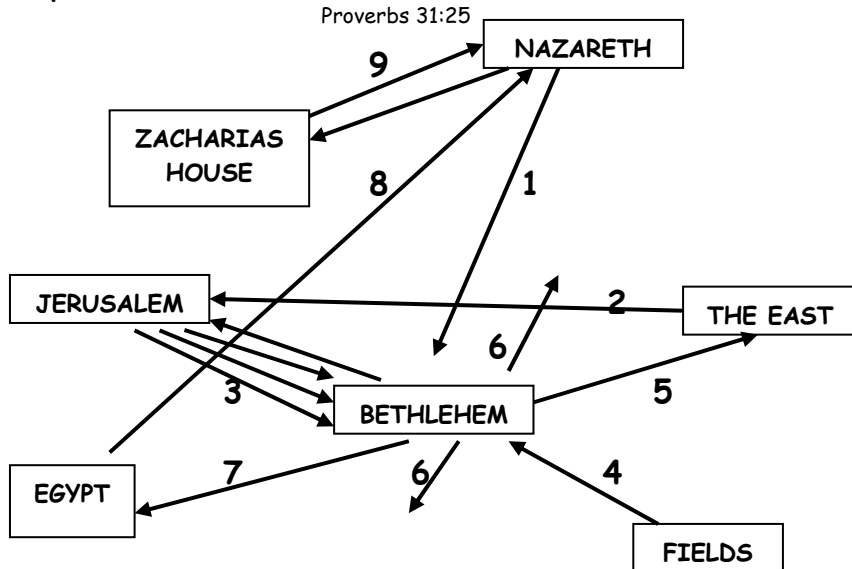 Proverbs 31:25
NAZARETH
9
ZACHARIAS
HOUSE
8
1
JERUSALEM
2
THE EAST
6
3
5
BETHLEHEM
7
6
4
EGYPT
FIELDS